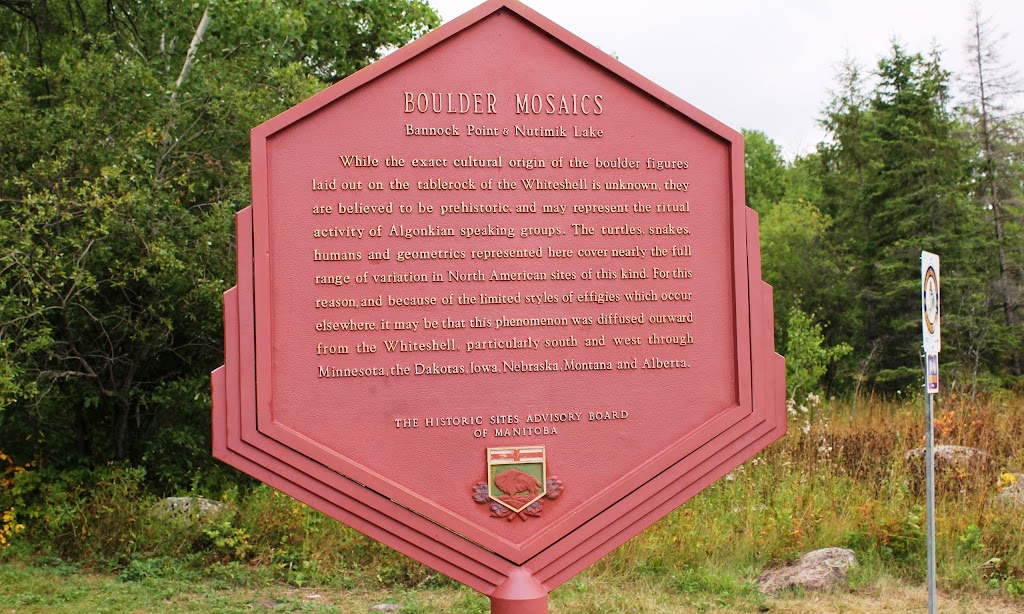 BOULDER MOSAICS
Bannock Point & Nutimik Lake
While the exact cultural origin of the boulder figures
laid out on the tablerock of the Whiteshell is unknown, they
are believed to be prehistoric, and may represent the ritual
activity of Algonkian speaking groups. The turtles, snakes,
humans and geometrics represented here cover nearly the full
range of variation in North American sites of this kind. For this
reason, and because of the limited styles of effigies which occur
elsewhere it may be that this phenomenon was diffused outward
from the Whiteshell, particularly south and west through
Minnesota, the Dakotas, Iowa, Nebraska, Montana and Alberta.
THE HISTORIC SITES ADVISORY BOARD
OF MANITOBA